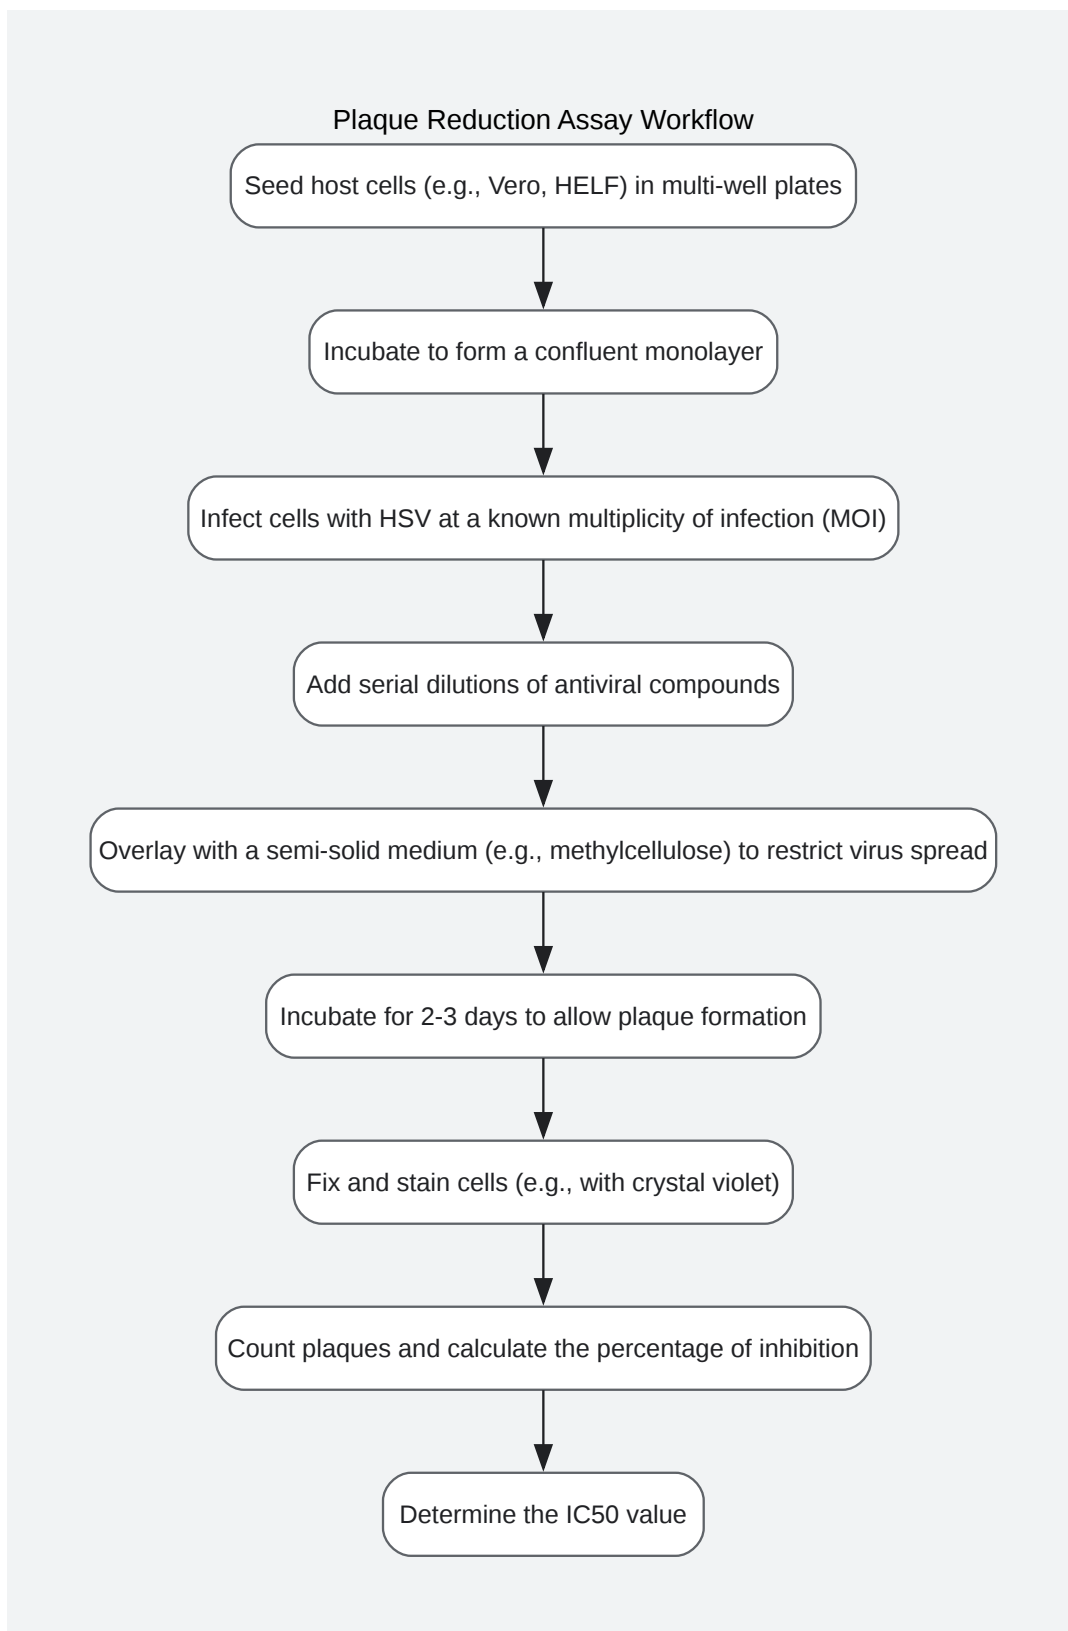 Plaque Reduction Assay Workflow
Seed host cells (e.g., Vero, HELF) in multi-well plates
Incubate to form a confluent monolayer
Infect cells with HSV at a known multiplicity of infection (MOI)
Add serial dilutions of antiviral compounds
Overlay with a semi-solid medium (e.g., methylcellulose) to restrict virus spread
Incubate for 2-3 days to allow plaque formation
Fix and stain cells (e.g., with crystal violet)
Count plaques and calculate the percentage of inhibition
Determine the IC50 value